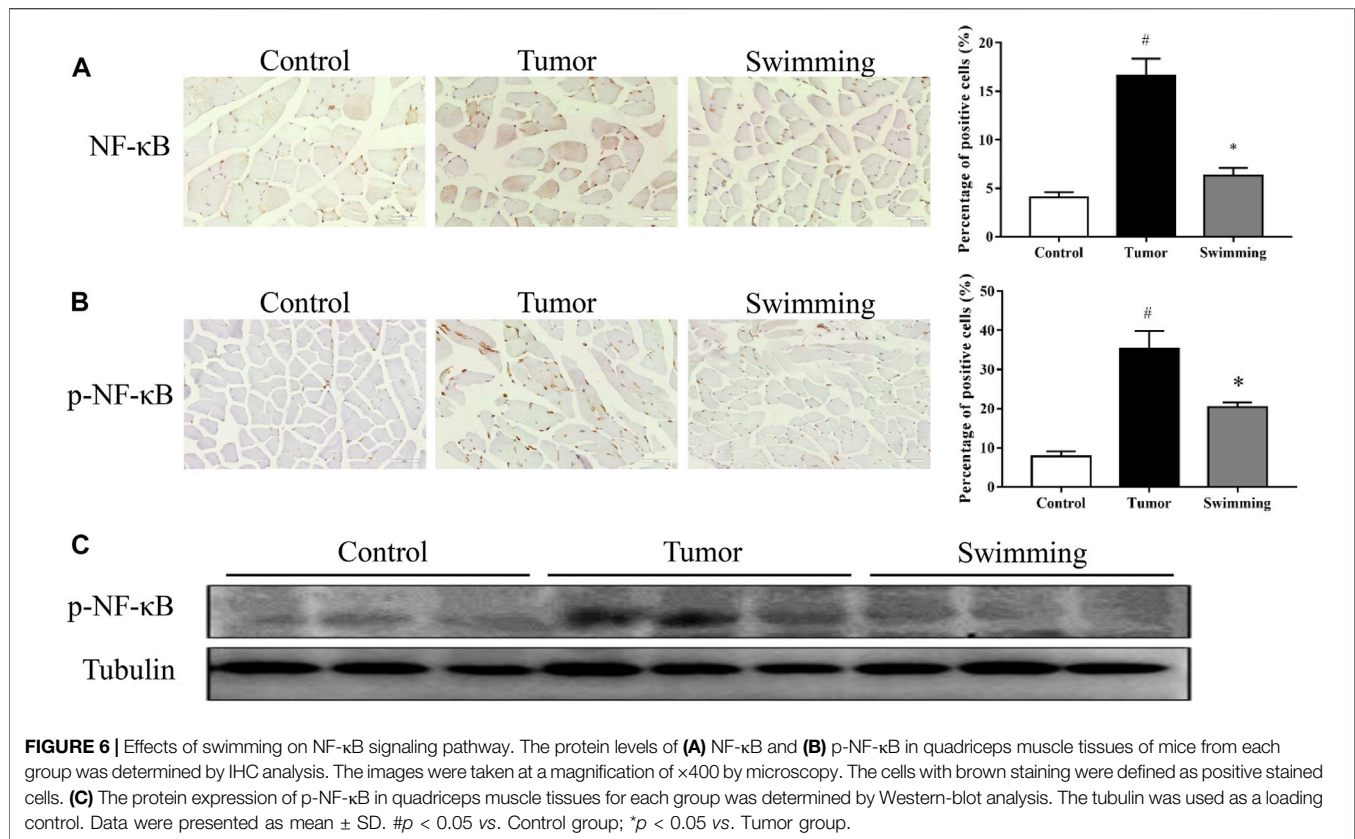 A
Control
Tumor
Swimming
NF-κB
Percentage of positive cells (%)
20
15
10
5
0
#
*
Control
Tumor
Swimming
B
Control
Tumor
Swimming
p-NF-κB
Percentage of positive cells (%)
50
40
30
20
10
0
#
*
Control
Tumor
Swimming
C
Control
Tumor
Swimming
p-NF-κB
Tubulin
FIGURE 6 | Effects of swimming on NF-κB signaling pathway. The protein levels of (A) NF-κB and (B) p-NF-κB in quadriceps muscle tissues of mice from each
group was determined by IHC analysis. The images were taken at a magnification of ×400 by microscopy. The cells with brown staining were defined as positive stained
cells. (C) The protein expression of p-NF-κB in quadriceps muscle tissues for each group was determined by Western-blot analysis. The tubulin was used as a loading
control. Data were presented as mean ± SD. #p < 0.05 vs. Control group; *p < 0.05 vs. Tumor group.